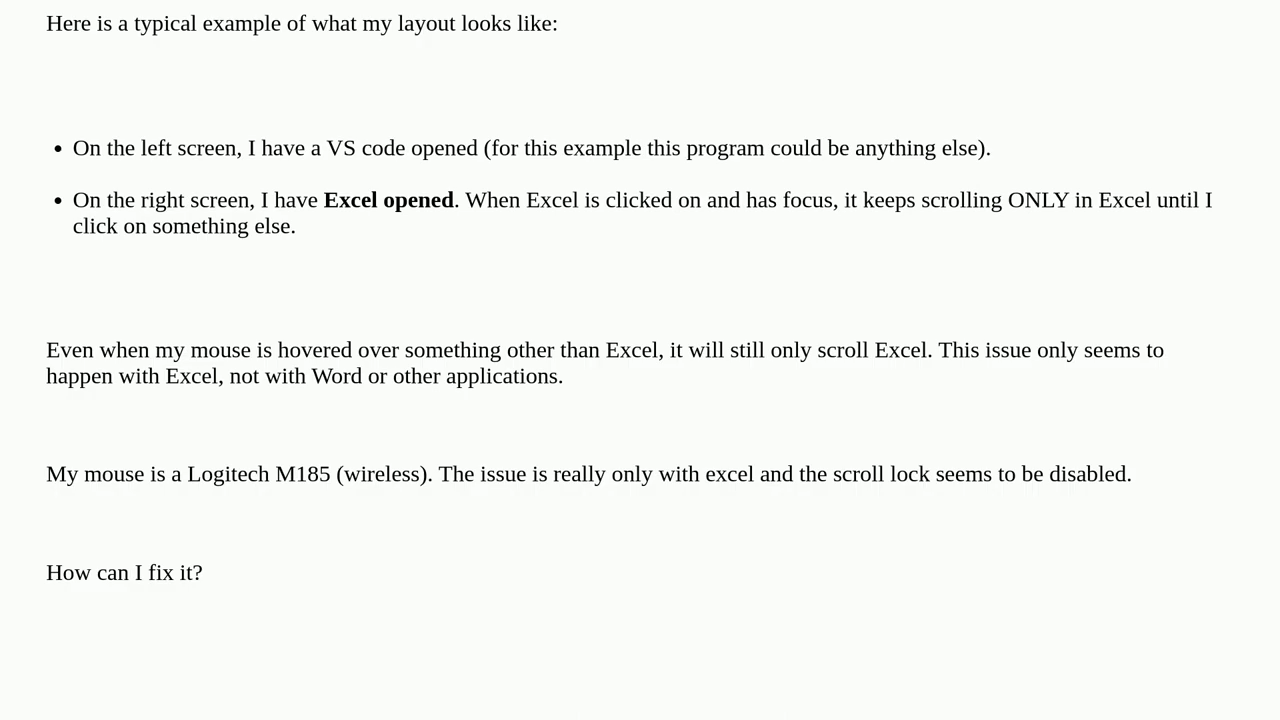 Here is a typical example of what my layout looks like:
• On the left screen, I have a VS code opened (for this example this program could be anything else).
• On the right screen, I have Excel opened. When Excel is clicked on and has focus, it keeps scrolling ONLY in Excel until I
click on something else.
Even when my mouse is hovered over something other than Excel, it will still only scroll Excel. This issue only seems to
happen with Excel, not with Word or other applications.
My mouse is a Logitech M185 (wireless). The issue is really only with excel and the scroll lock seems to be disabled.
How can I fix it?